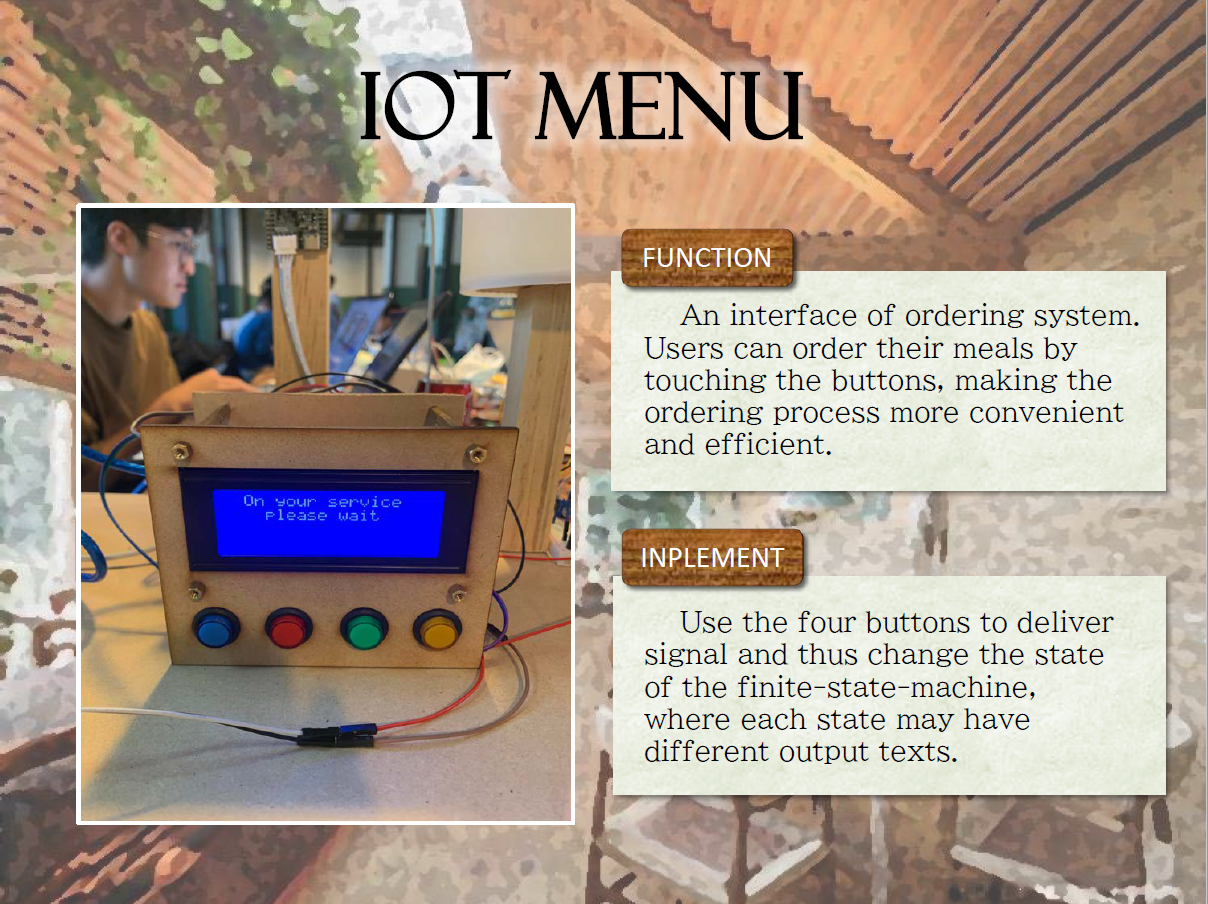 IOT MENU
On your service
please wait
FUNCTION
An interface of ordering system.
Users can order their meals by
touching the buttons, making the
ordering process more convenient
and efficient.
INPLEMENT
Use the four buttons to deliver
signal and thus change the state
of the finite-state-machine,
where each state may have
different output texts.